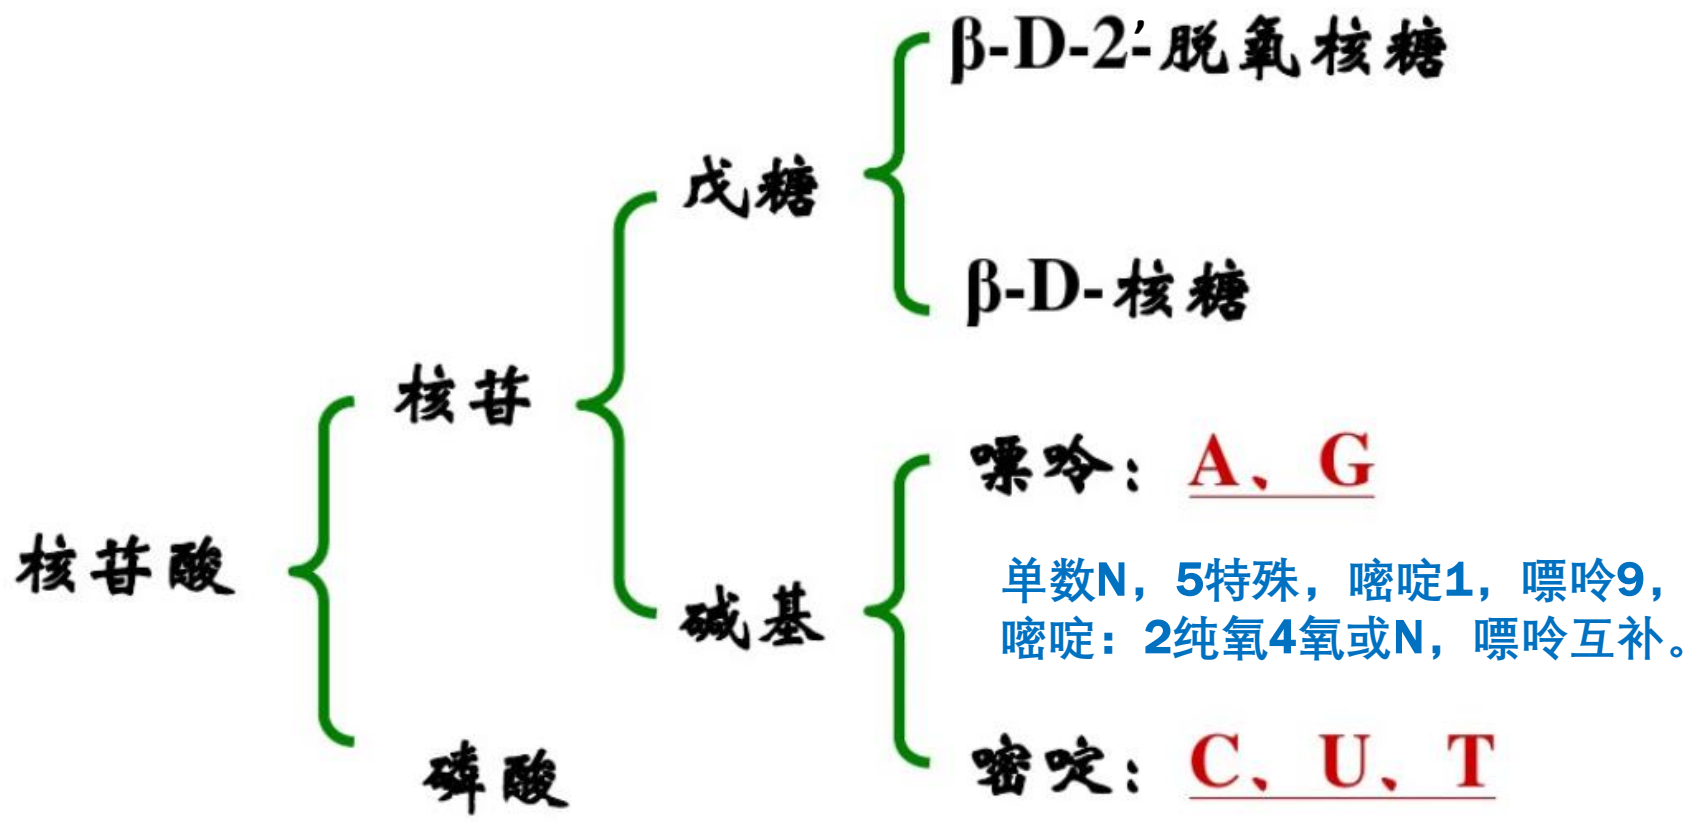 β-D-2′-脱氧核糖
戊糖
β-D-核糖
核苷
嘌呤：A、G
核苷酸
单数N，5特殊，嘧啶1，嘌呤9，
碱基
嘧啶：2纯氧4氧或N，嘌呤互补。
嘧啶：C、U、T
磷酸